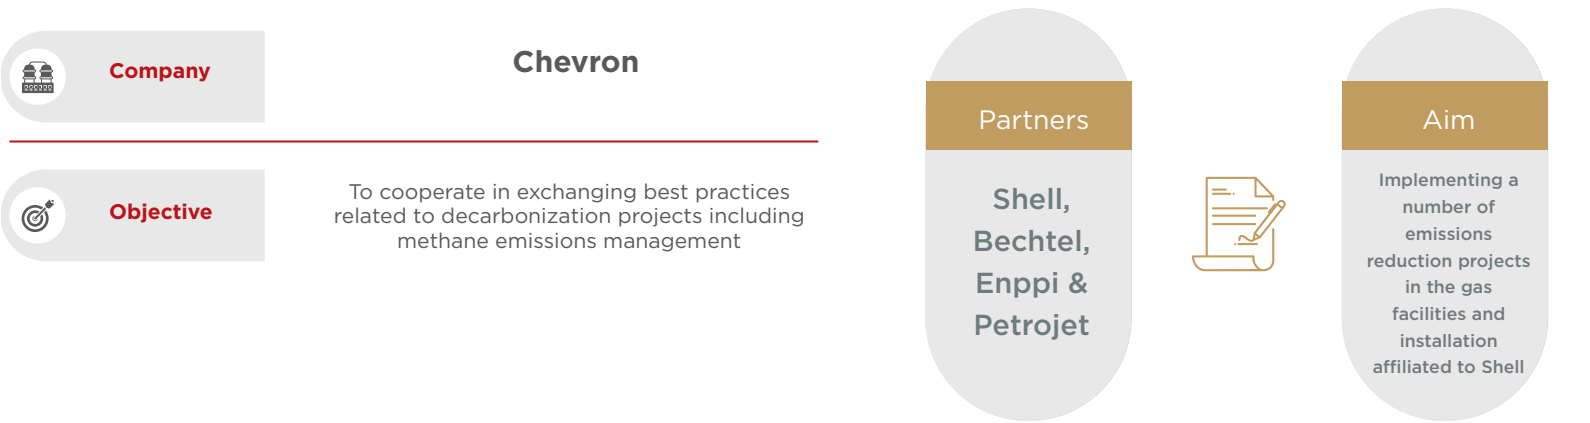 Company
Chevron
Objective
To cooperate in exchanging best practices
related to decarbonization projects including
methane emissions management
Partners
Shell,
Bechtel,
Enppi &
Petrojet
Aim
Implementing a
number of
emissions
reduction projects
in the gas
facilities and
installation
affiliated to Shell